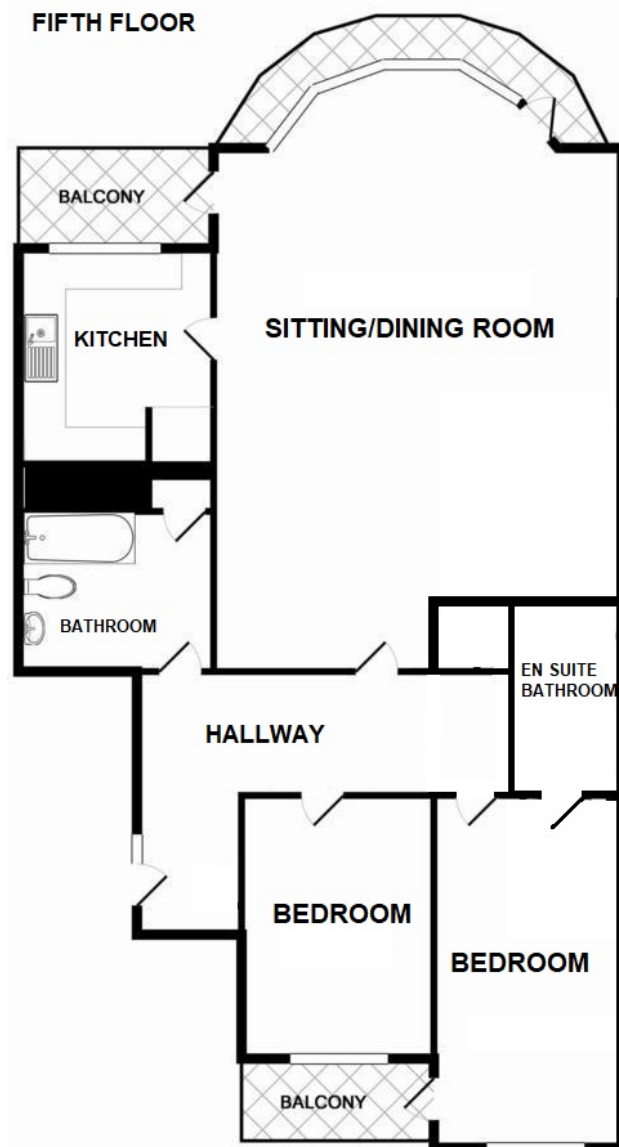 FIFTH FLOOR
BALCONY
KITCHEN
SITTING/DINING ROOM
BATHROOM
EN SUITE
BATHROOM
HALLWAY
BEDROOM
BEDROOM
BALCONY